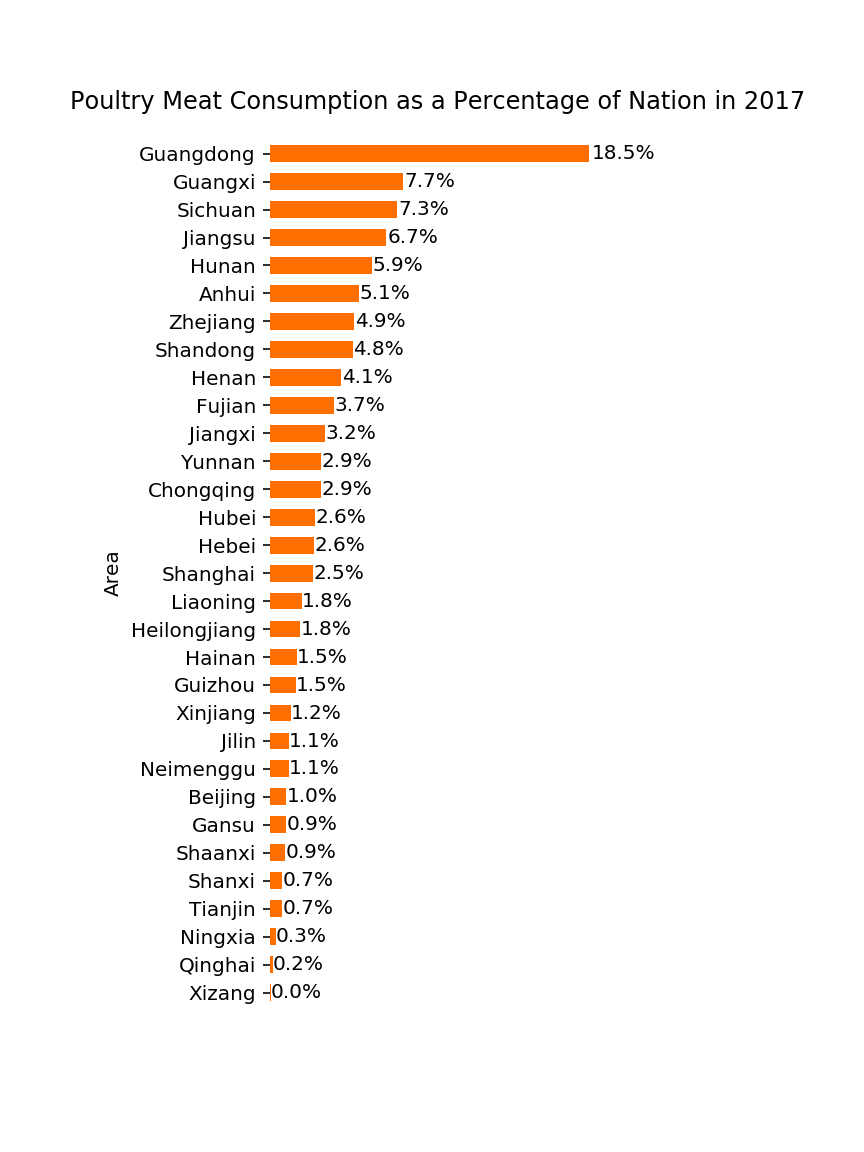 Poultry Meat Consumption as a Percentage of Nation in 2017
Guangdong 18.5%
Guangxi 7.7%
Sichuan 7.3%
Jiangsu 6.7%
Hunan 5.9%
Anhui 5.1%
Zhejiang 4.9%
Shandong 4.8%
Henan 4.1%
Fujian 3.7%
Jiangxi 3.2%
Yunnan 2.9%
Chongqing 2.9%
Hubei 2.6%
Hebei 2.6%
Area
Shanghai 2.5%
Liaoning 1.8%
Heilongjiang 1.8%
Hainan 1.5%
Guizhou 1.5%
Xinjiang 1.2%
Jilin 1.1%
Neimenggu 1.1%
Beijing 1.0%
Gansu 0.9%
Shaanxi 0.9%
Shanxi 0.7%
Tianjin 0.7%
Ningxia 0.3%
Qinghai 0.2%
Xizang 0.0%